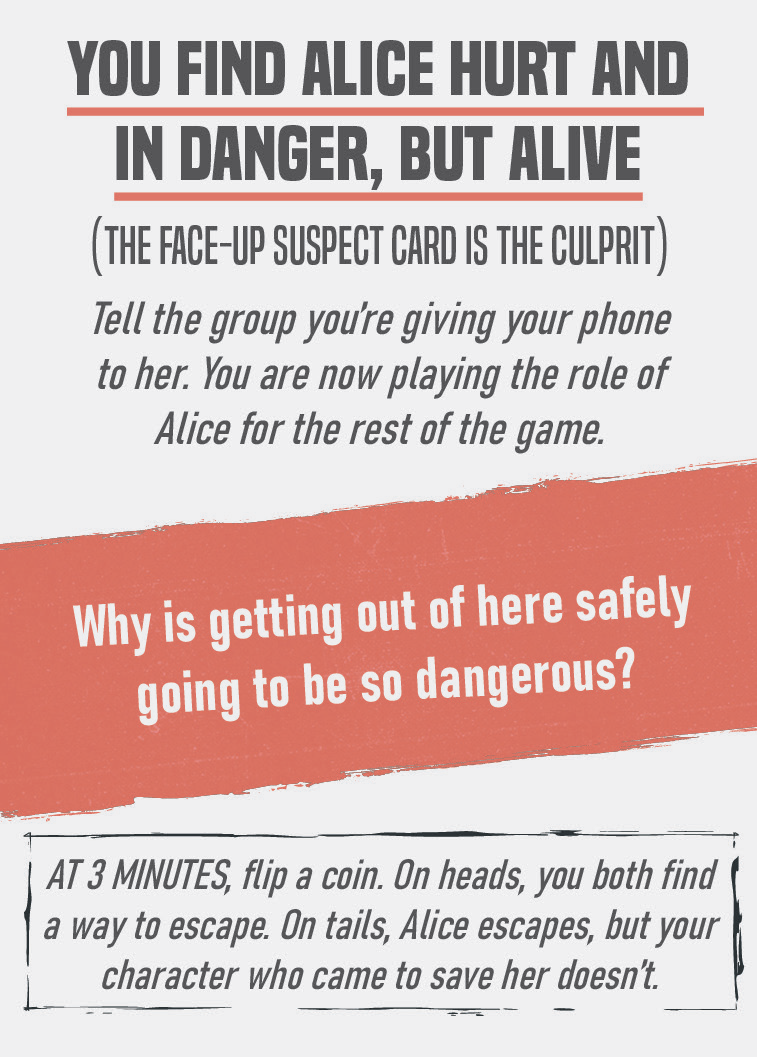 YOU FIND ALICE HURT AND
IN DANGER, BUT ALIVE
(THE FACE-UP SUSPECT CARD IS THE CULPRIT)
Tell the group you're giving your phone
to her. You are now playing the role of
Alice for the rest of the game.
Why is getting out of here safely
going to be so dangerous?
AT 3 MINUTES, flip a coin. On heads, you both find
a way to escape. On tails, Alice escapes, but your
character who came to save her doesn't.